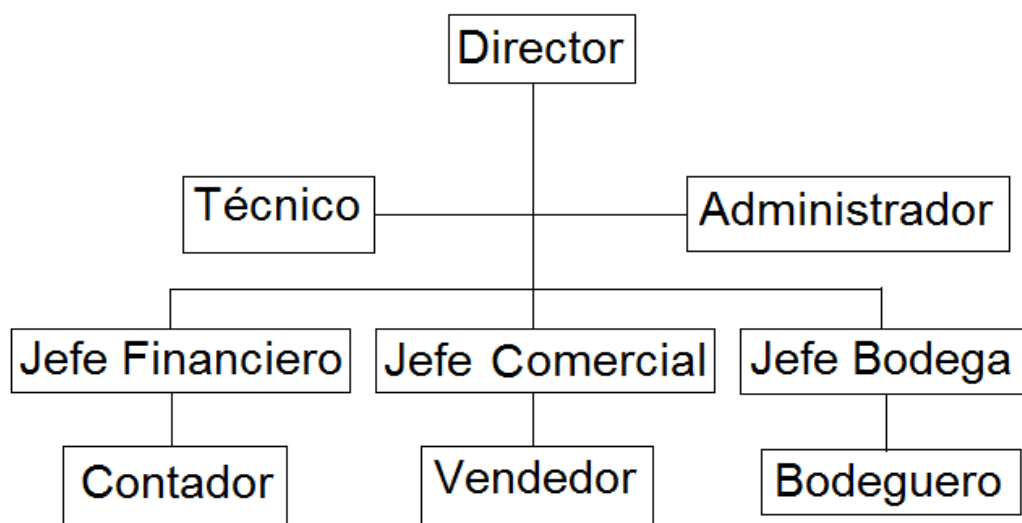 Director
Técnico
Administrador
Jefe Financiero
Jefe Comercial
Jefe Bodega
Contador
Vendedor
Bodeguero